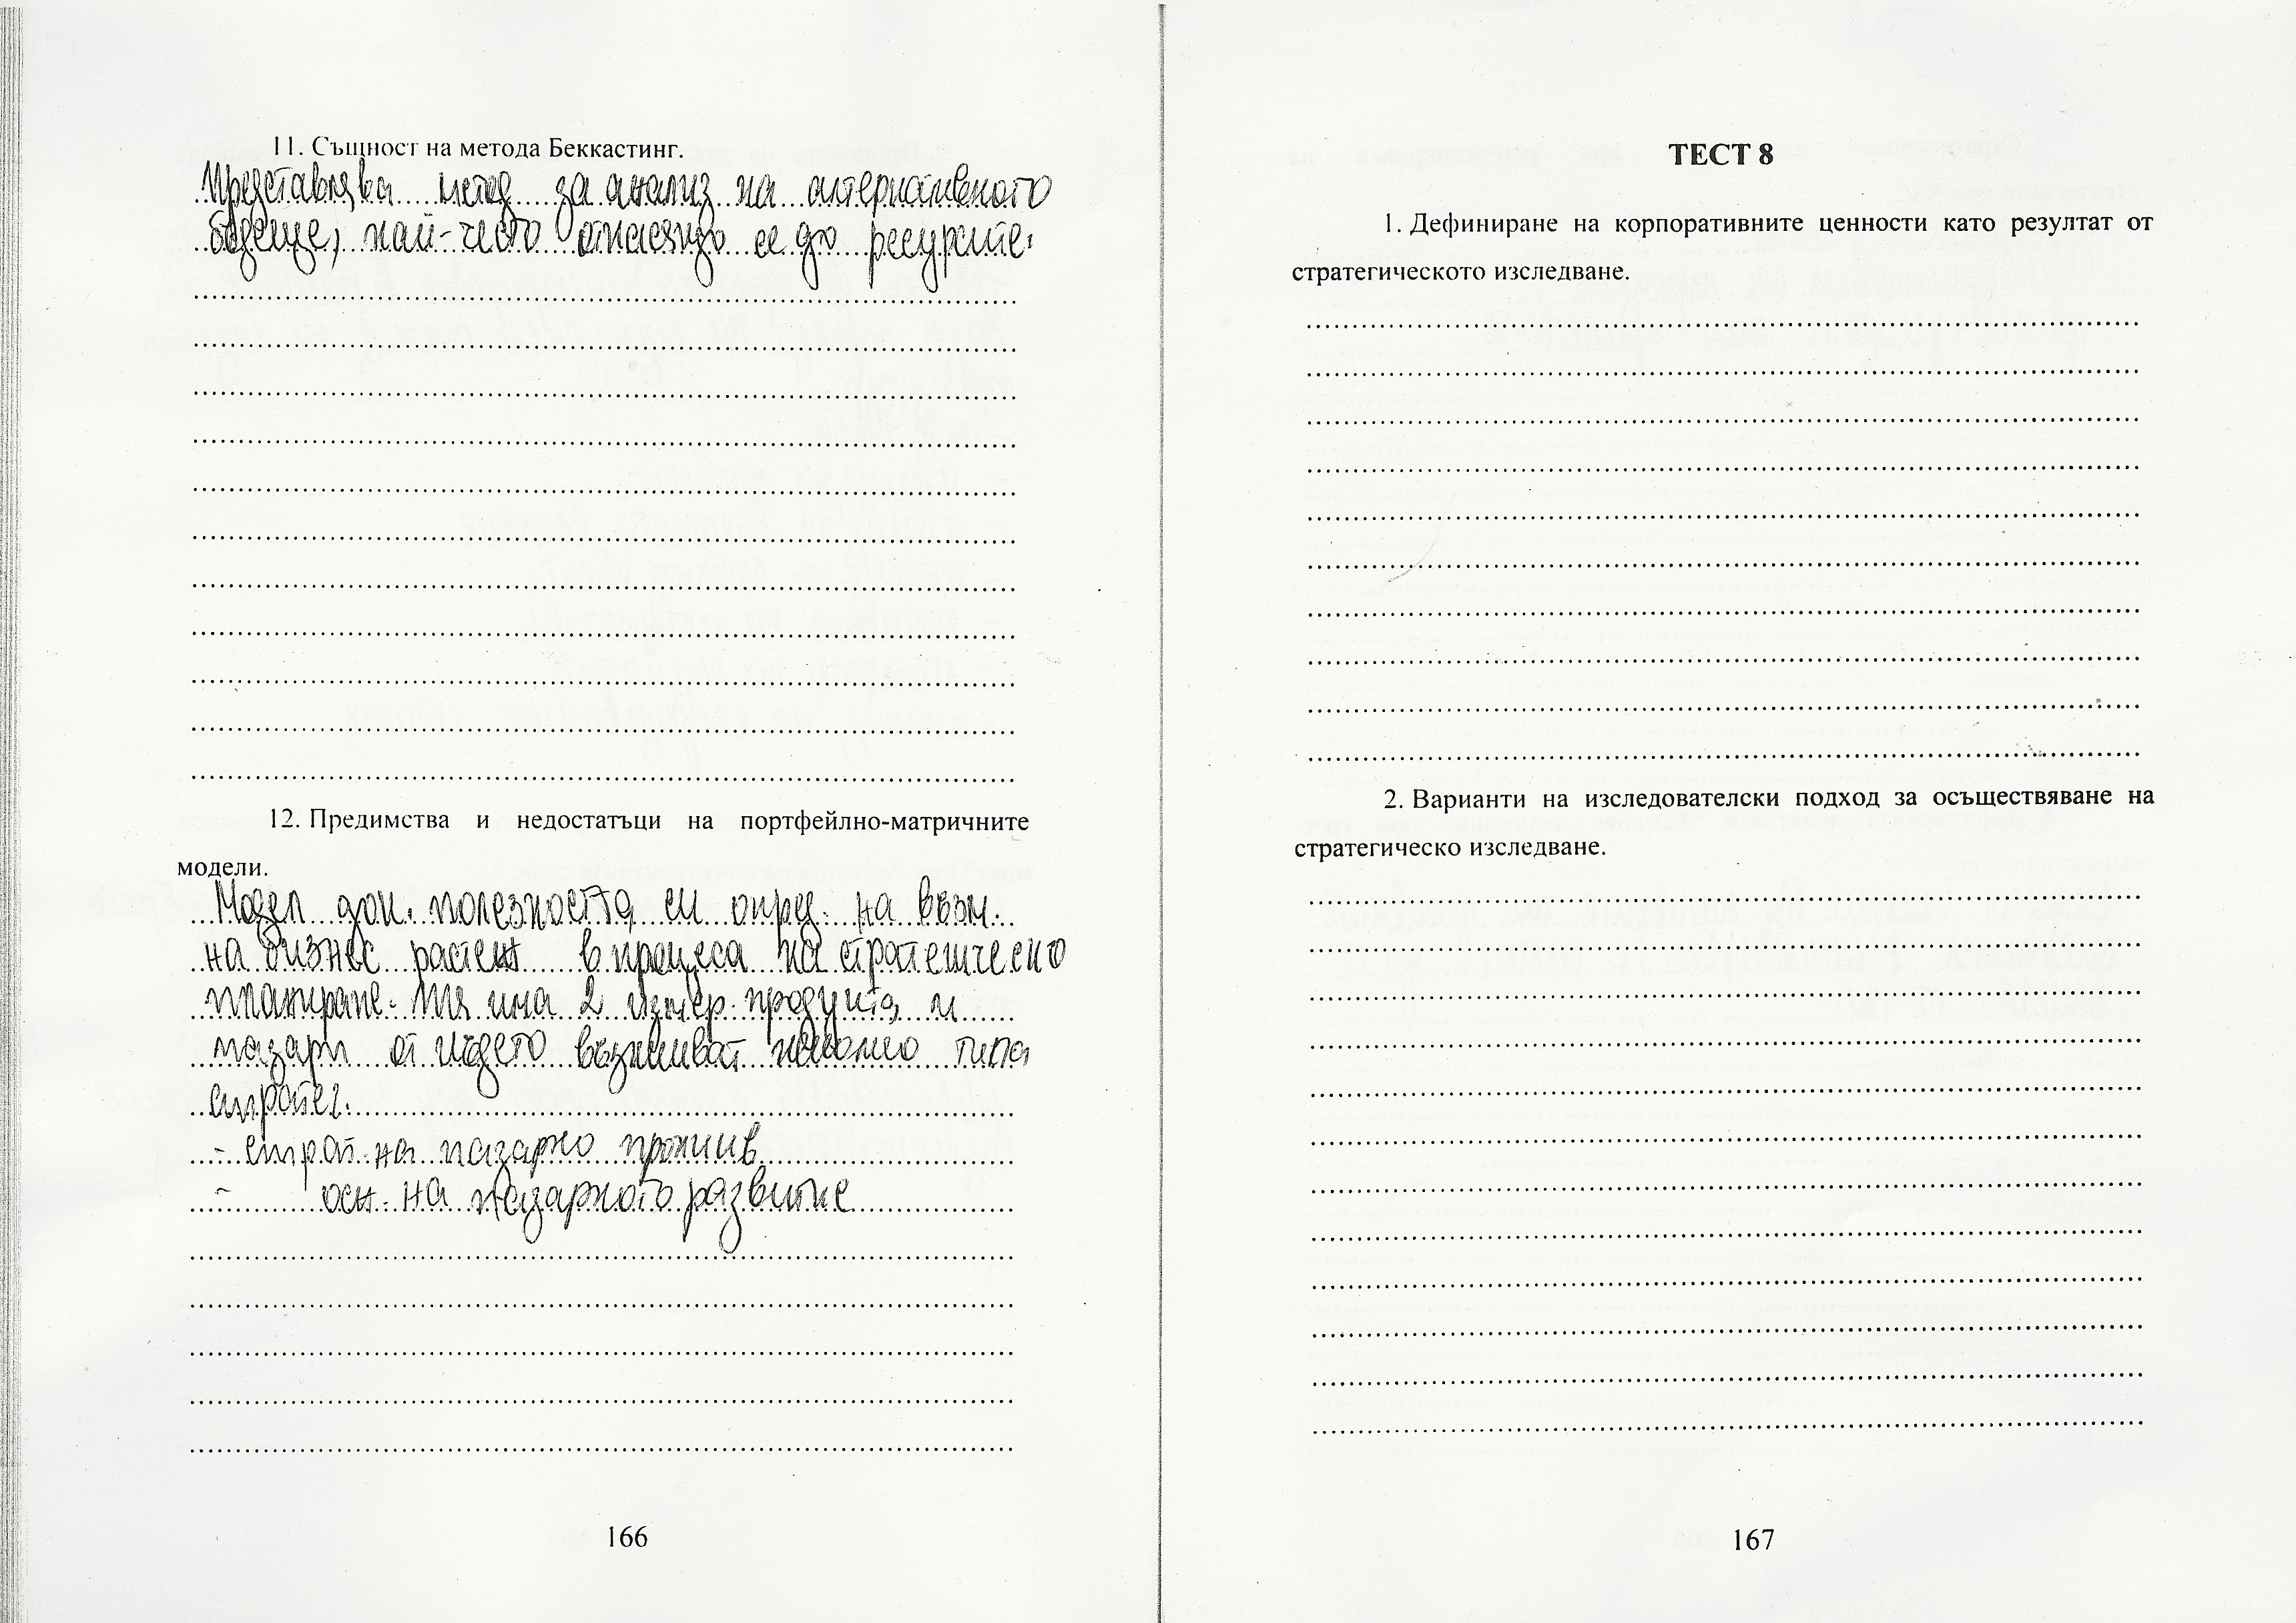 11. Същност на метода Беккастинг.
Представлява метод за анализ на алтернативното
бъдеще, най-често отнасящо се до ресурсите.
12. Предимства и недостатъци на портфейлно-матричните
модели.
Модел док. полезността си опред. на възм.
на бизнес растеж в процеса на стратегическо
планиране. Тя има 2 измер. продукта и
пазари от където възникват няколко типа
стратег.
- страт. на пазарно проник.
- осн. на пазарното развитие
166
ТЕСТ 8
1. Дефиниране на корпоративните ценности като резултат от
стратегическото изследване.
2. Варианти на изследователски подход за осъществяване на
стратегическо изследване.
167